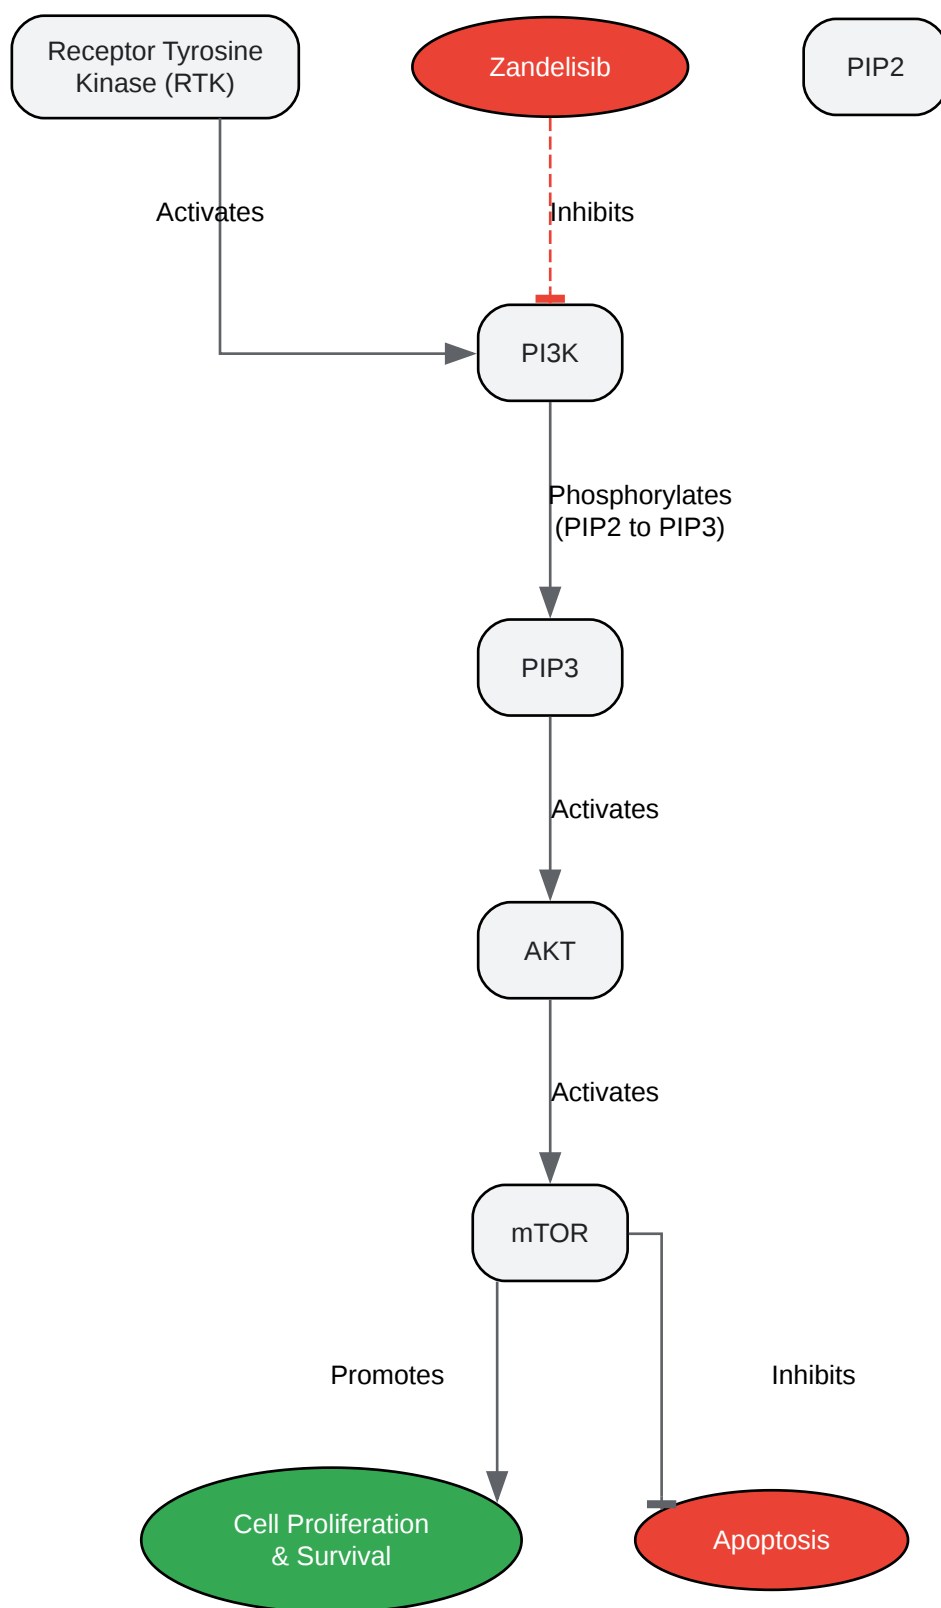 Receptor Tyrosine
Kinase (RTK)
Zandelisib
PIP2
Activates
Inhibits
PI3K
Phosphorylates
(PIP2 to PIP3)
PIP3
Activates
AKT
Activates
mTOR
Promotes
Inhibits
Cell Proliferation
& Survival
Apoptosis